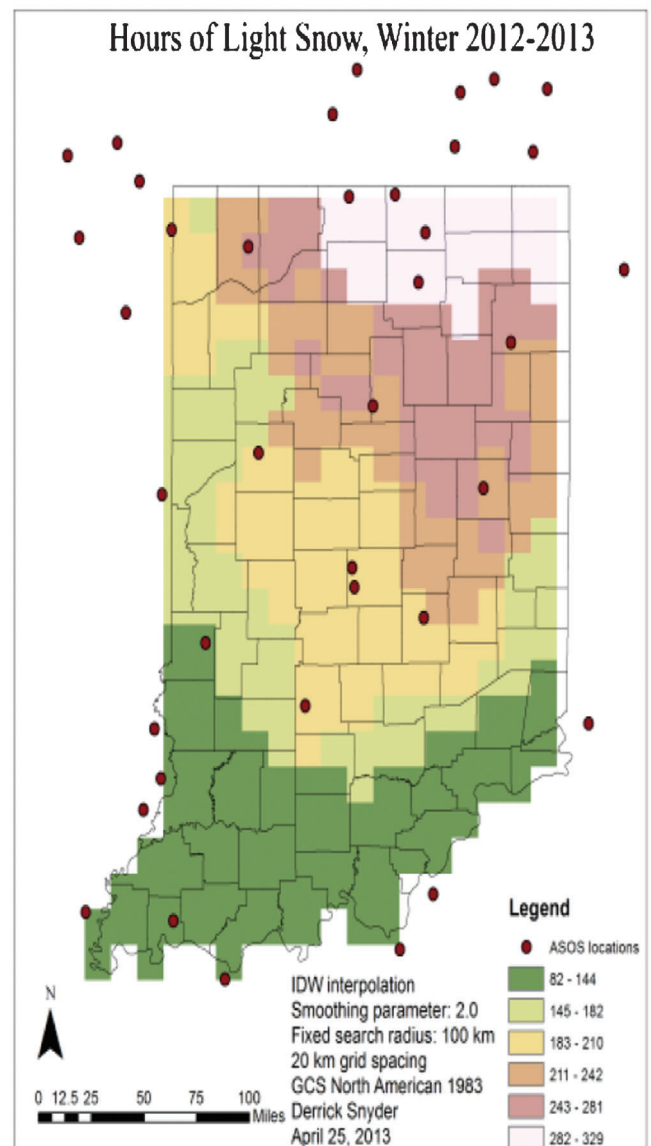 Hours of Light Snow, Winter 2012-2013
N
0 12.5 25 50 75 100
Miles
IDW interpolation
Smoothing parameter: 2.0
Fixed search radius: 100 km
20 km grid spacing
GCS North American 1983
Derrick Snyder
April 25, 2013
Legend
ASOS locations
82 - 144
145 - 182
183 - 210
211 - 242
243 - 281
282 - 329